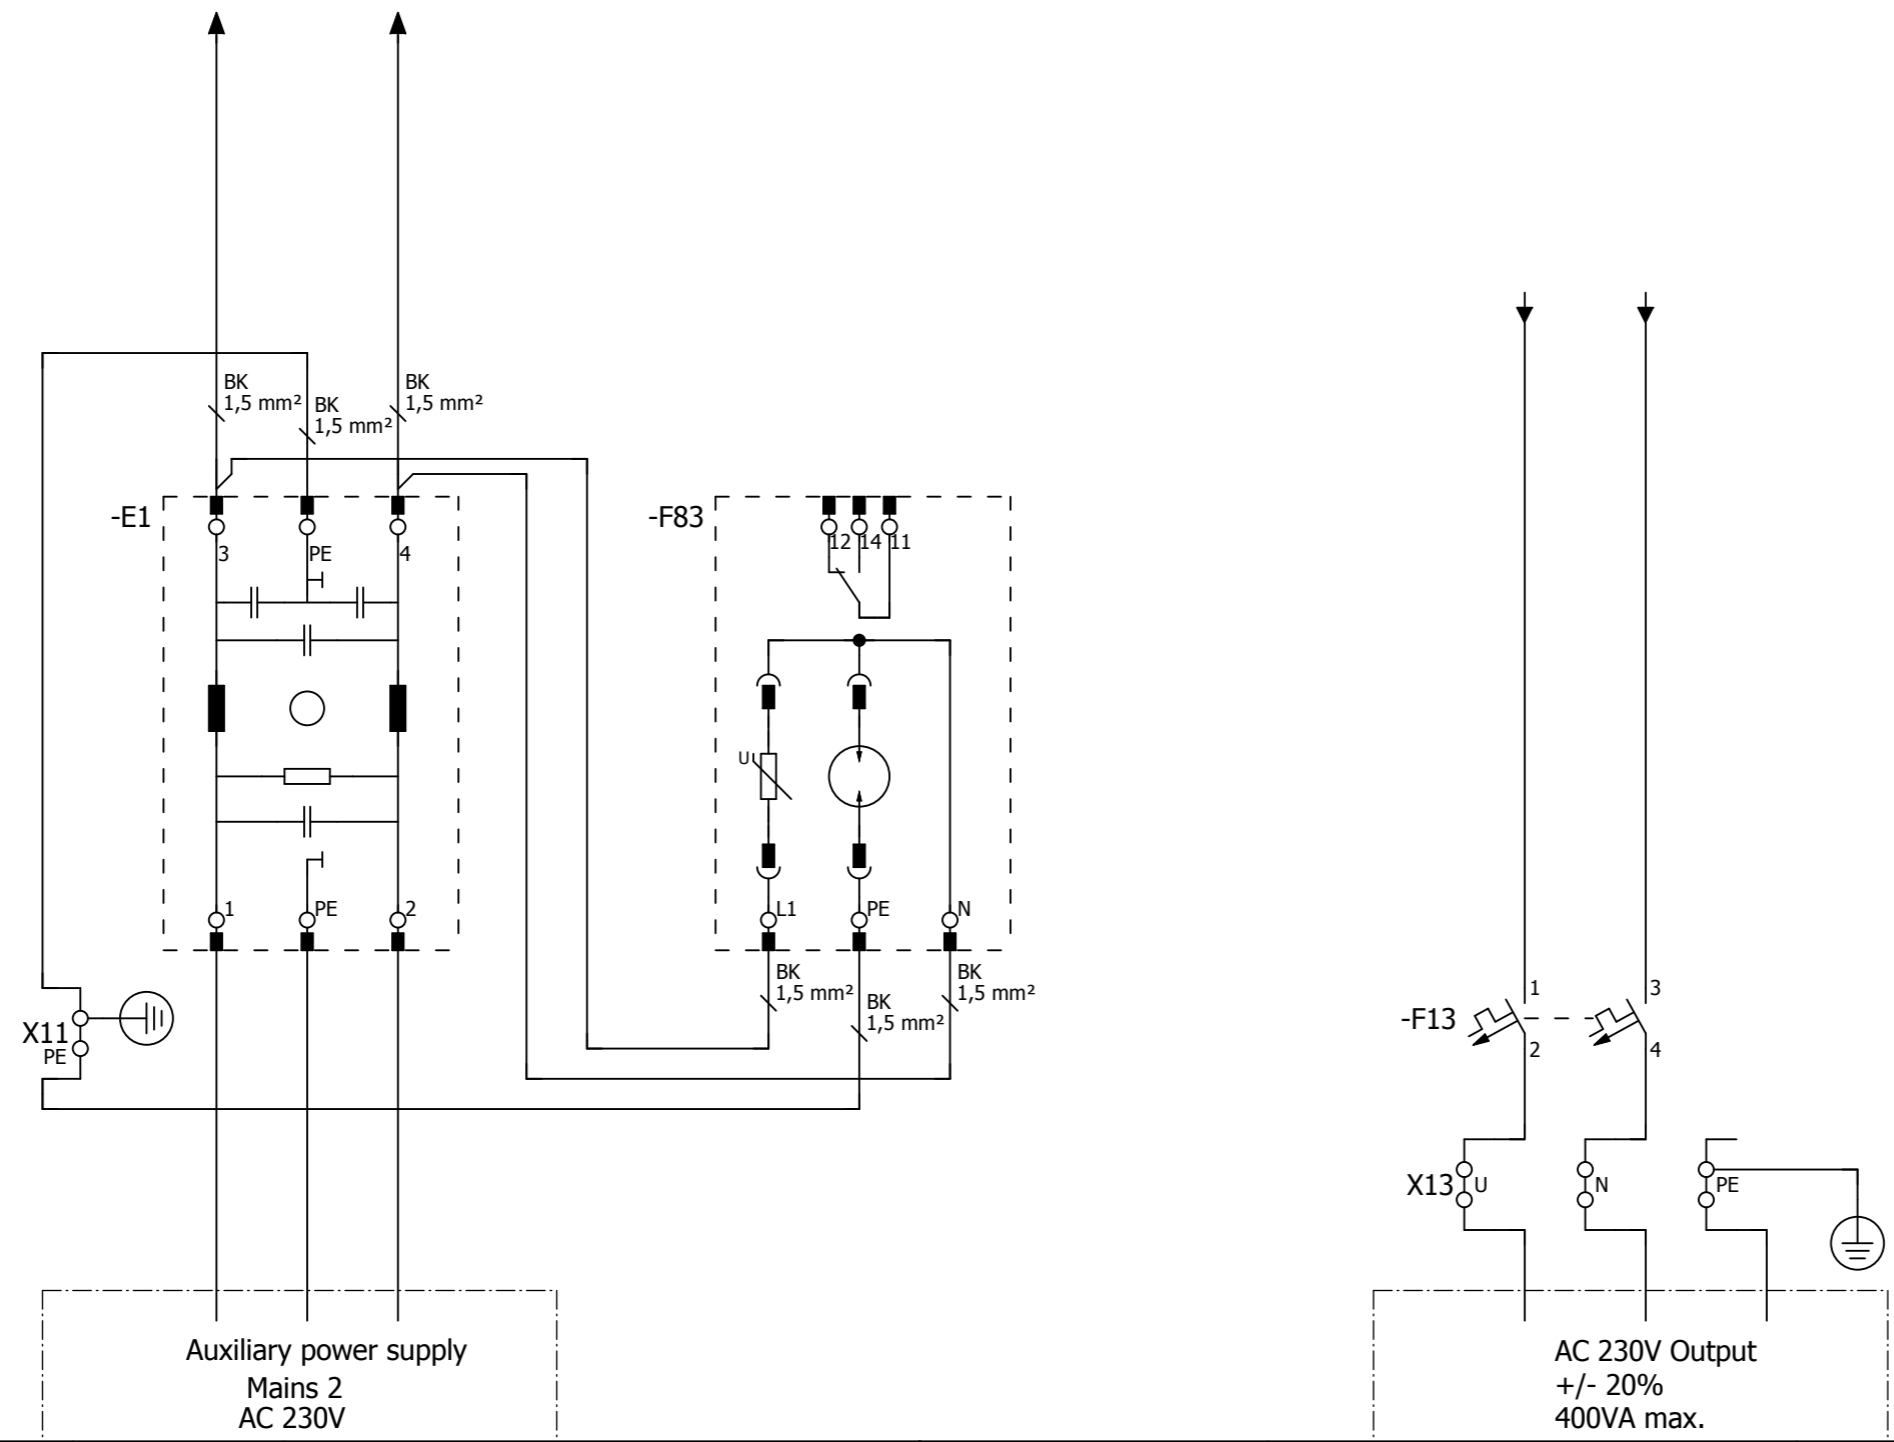 BK
1,5 mm²
BK
1,5 mm²
BK
1,5 mm²
-E1
3
PE
4
1
PE
2
-F83
12
14
11
U
L1
PE
N
BK
1,5 mm²
BK
1,5 mm²
BK
1,5 mm²
X11
PE
-F13
1
2
3
4
X13
U
N
PE
Auxiliary power supply
Mains 2
AC 230V
AC 230V Output
+/- 20%
400VA max.